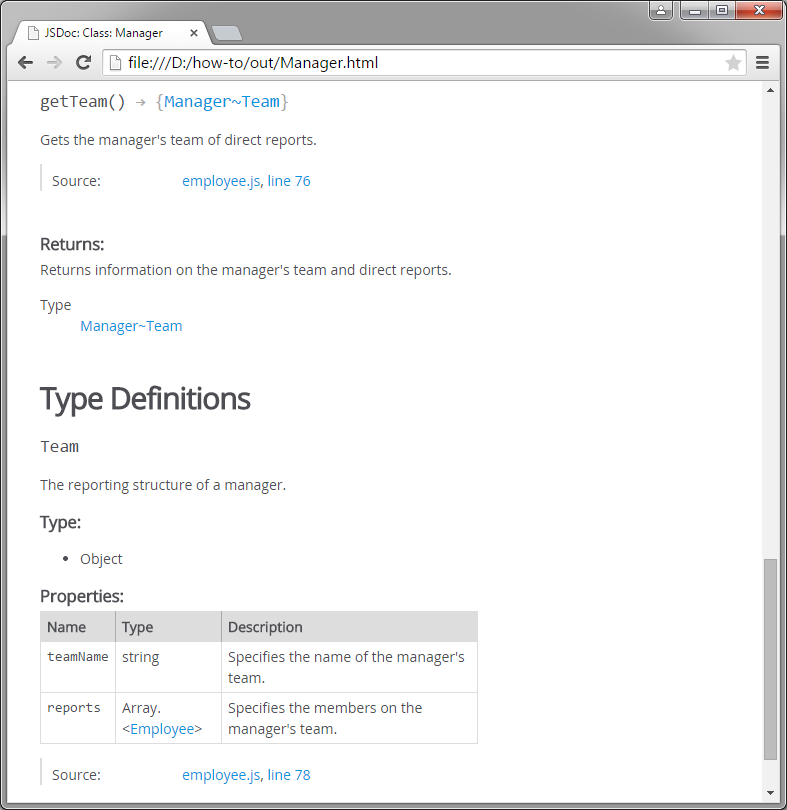 JSDoc: Class: Manager
file:///D:/how-to/out/Manager.html
getTeam() → {Manager~Team}
Gets the manager's team of direct reports.
Source: employee.js, line 76
Returns:
Returns information on the manager's team and direct reports.
Type
Manager~Team
Type Definitions
Team
The reporting structure of a manager.
Type:
• Object
Properties:
Name Type Description
teamName string Specifies the name of the manager's
team.
reports Array. Specifies the members on the
<Employee> manager's team.
Source: employee.js, line 78